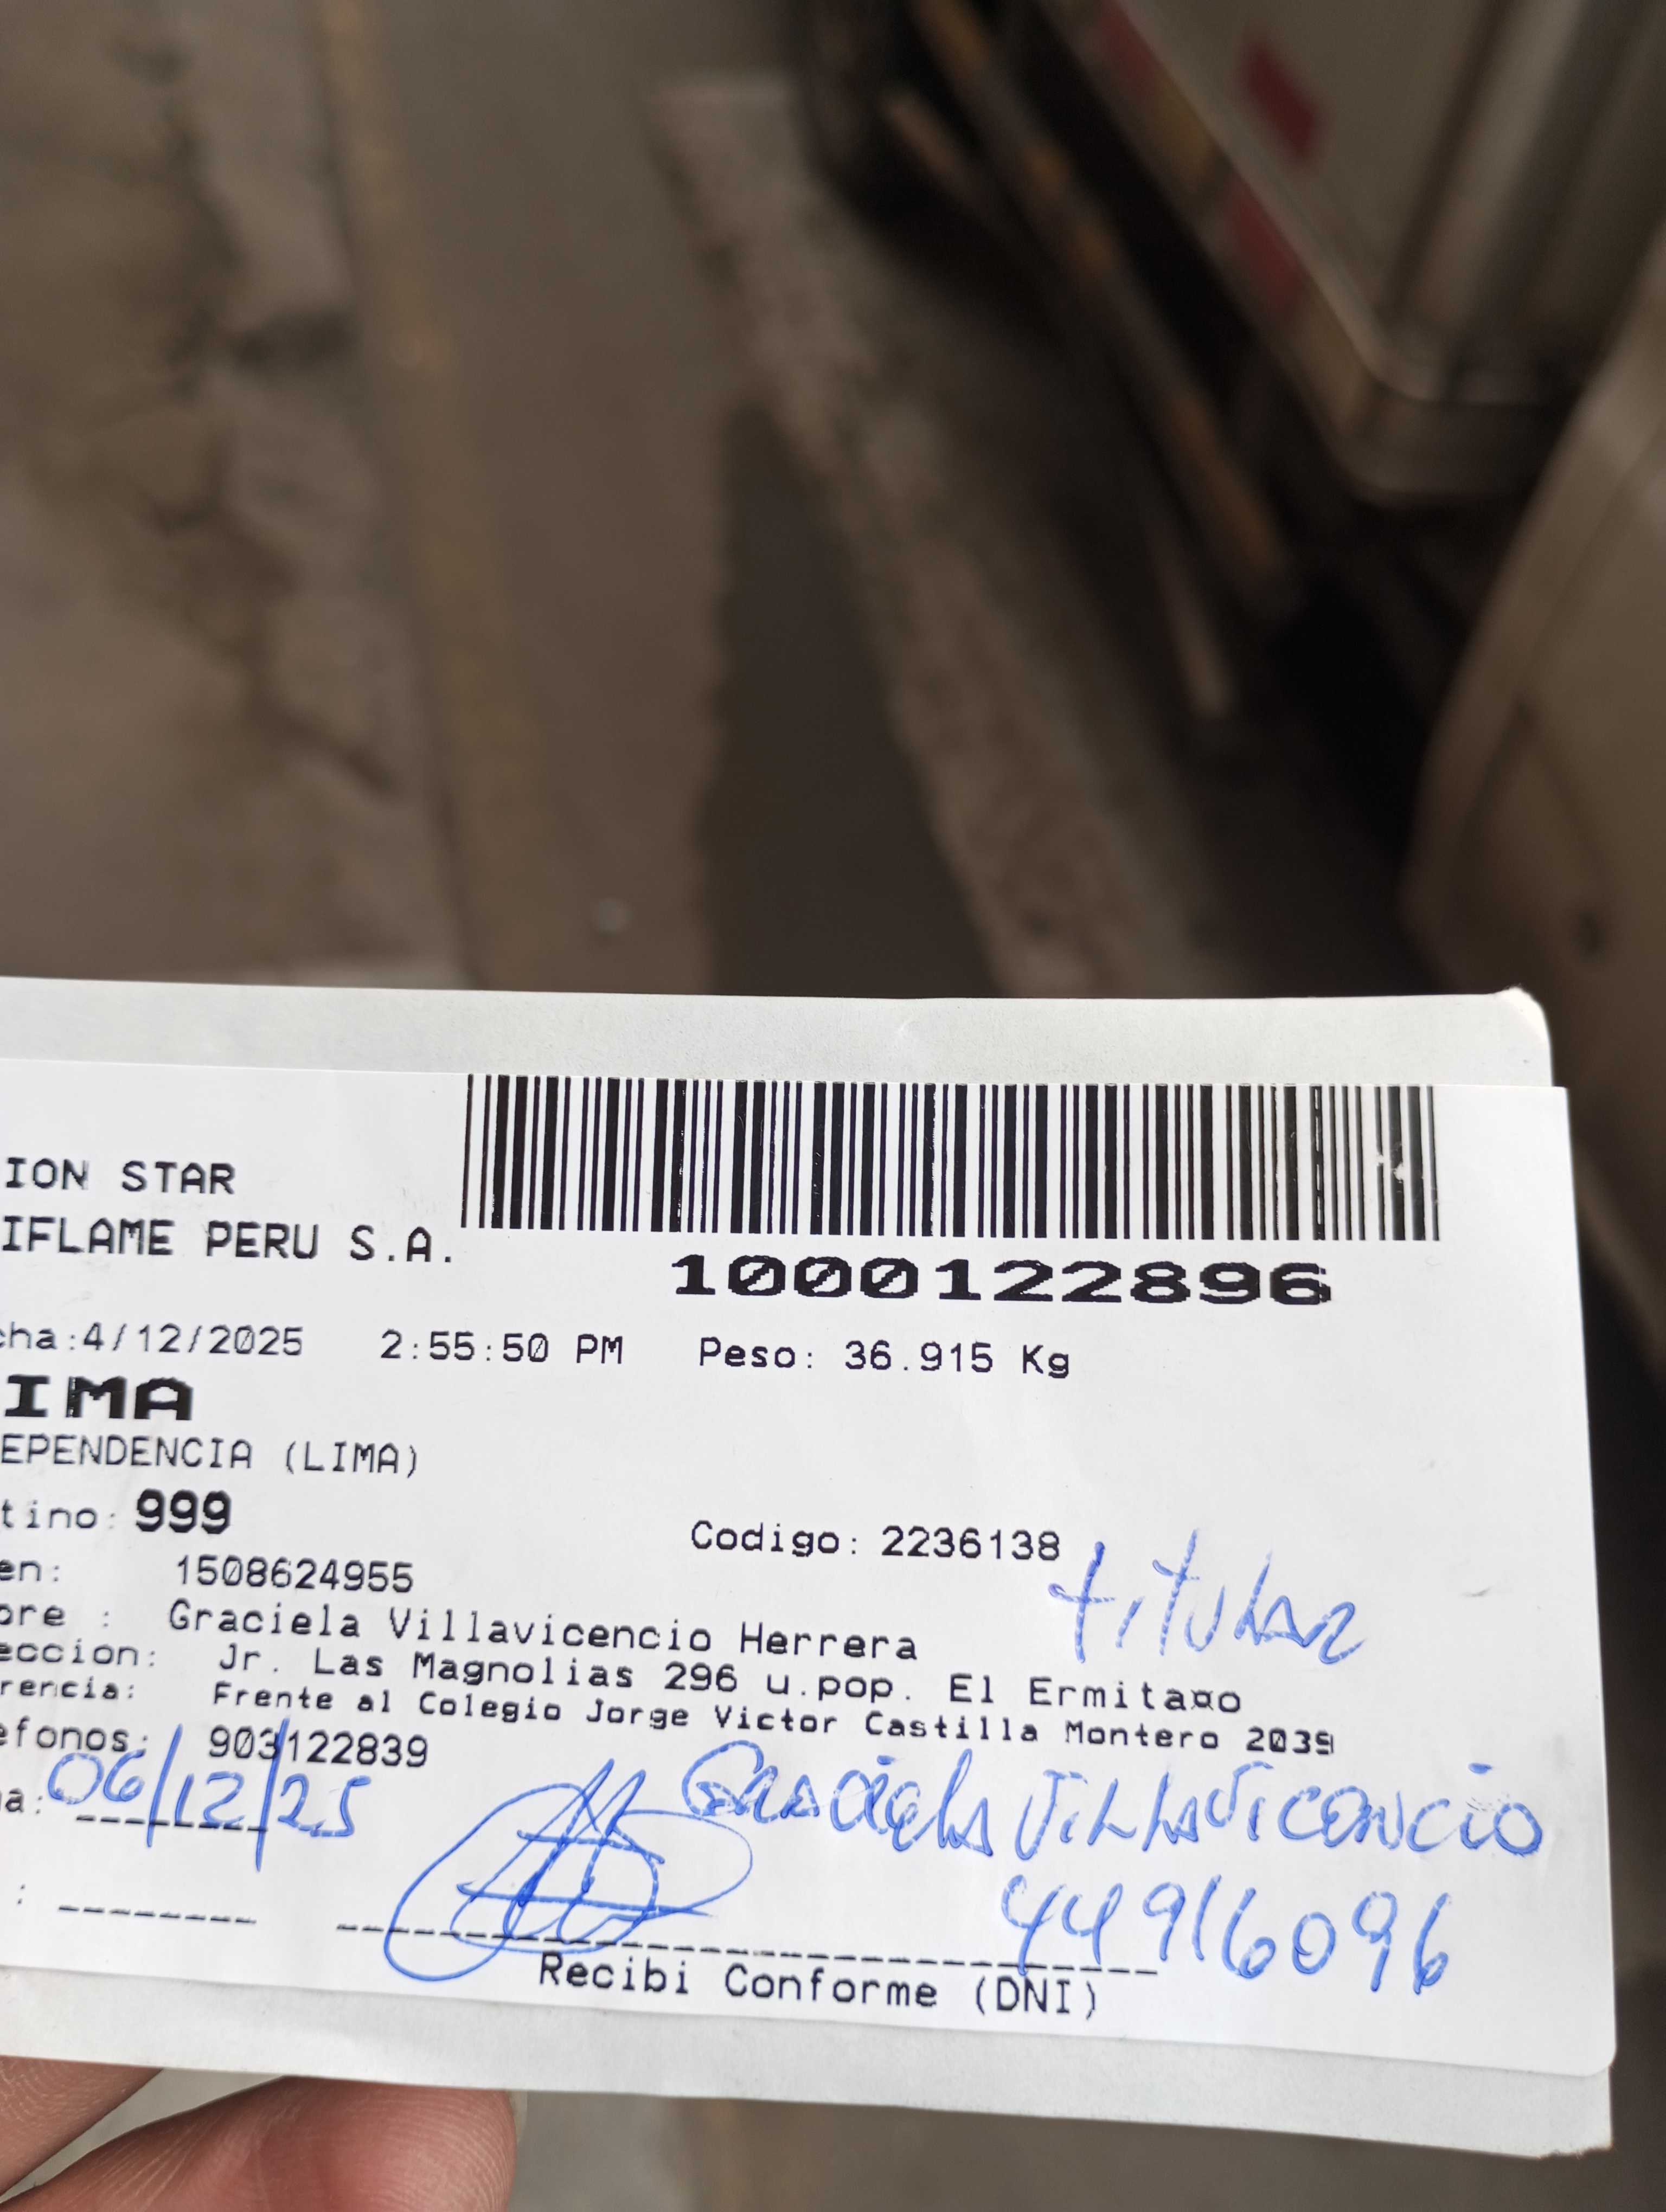 ION STAR
IFLAME PERU S.A.
1000122896
cha:4/12/2025 2:55:50 PM Peso: 36.915 Kg
IMA
EPENDENCIA (LIMA)
tino: 999
Codigo: 2236138
en: 1508624955
titular
bre : Graciela Villavicencio Herrera
eccion: Jr. Las Magnolias 296 u.pop. El Ermitaño
rencia: Frente al Colegio Jorge Victor Castilla Montero 2039
efonos: 903122839
a: 06/12/25
Graciela Villavicencio
44916096
Recibi Conforme (DNI)